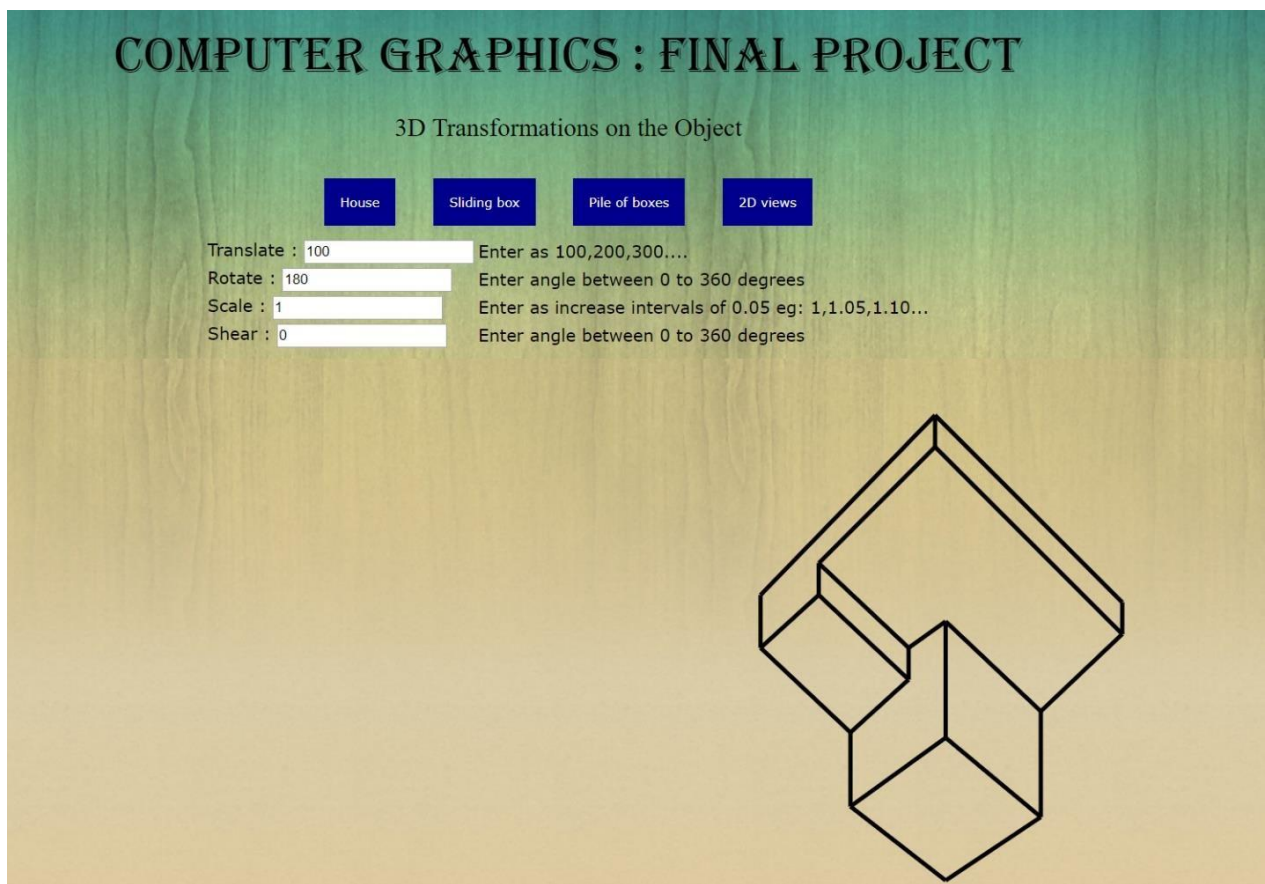 COMPUTER GRAPHICS : FINAL PROJECT
3D Transformations on the Object
House Sliding box Pile of boxes 2D views
Translate : 100 Enter as 100,200,300....
Rotate : 180 Enter angle between 0 to 360 degrees
Scale : 1 Enter as increase intervals of 0.05 eg: 1,1.05,1.10...
Shear : 0 Enter angle between 0 to 360 degrees